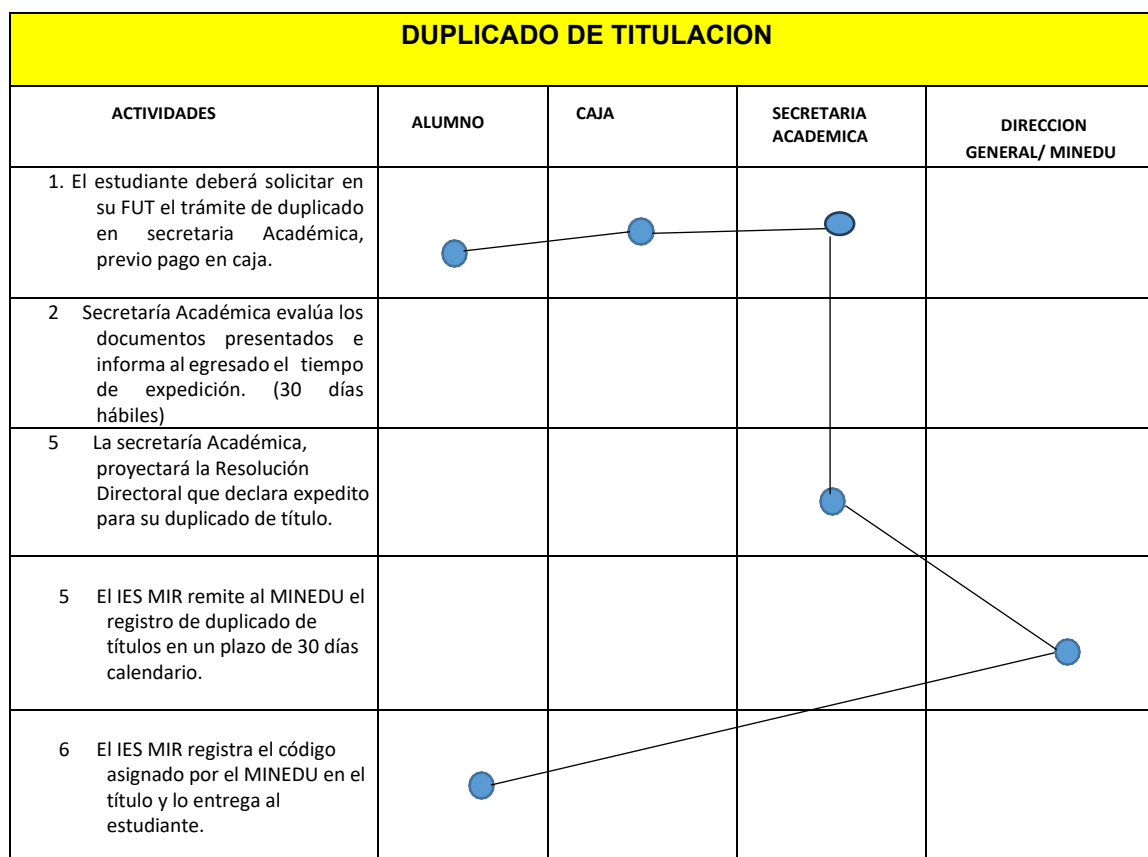 DUPLICADO DE TITULACION
ACTIVIDADES
ALUMNO
CAJA
SECRETARIA
ACADEMICA
DIRECCION
GENERAL/ MINEDU
1. El estudiante deberá solicitar en
su FUT el trámite de duplicado
en secretaria Académica,
previo pago en caja.
2 Secretaría Académica evalúa los
documentos presentados e
informa al egresado el tiempo
de expedición. (30 días
hábiles)
5 La secretaría Académica,
proyectará la Resolución
Directoral que declara expedito
para su duplicado de título.
5 El IES MIR remite al MINEDU el
registro de duplicado de
títulos en un plazo de 30 días
calendario.
6 El IES MIR registra el código
asignado por el MINEDU en el
título y lo entrega al
estudiante.